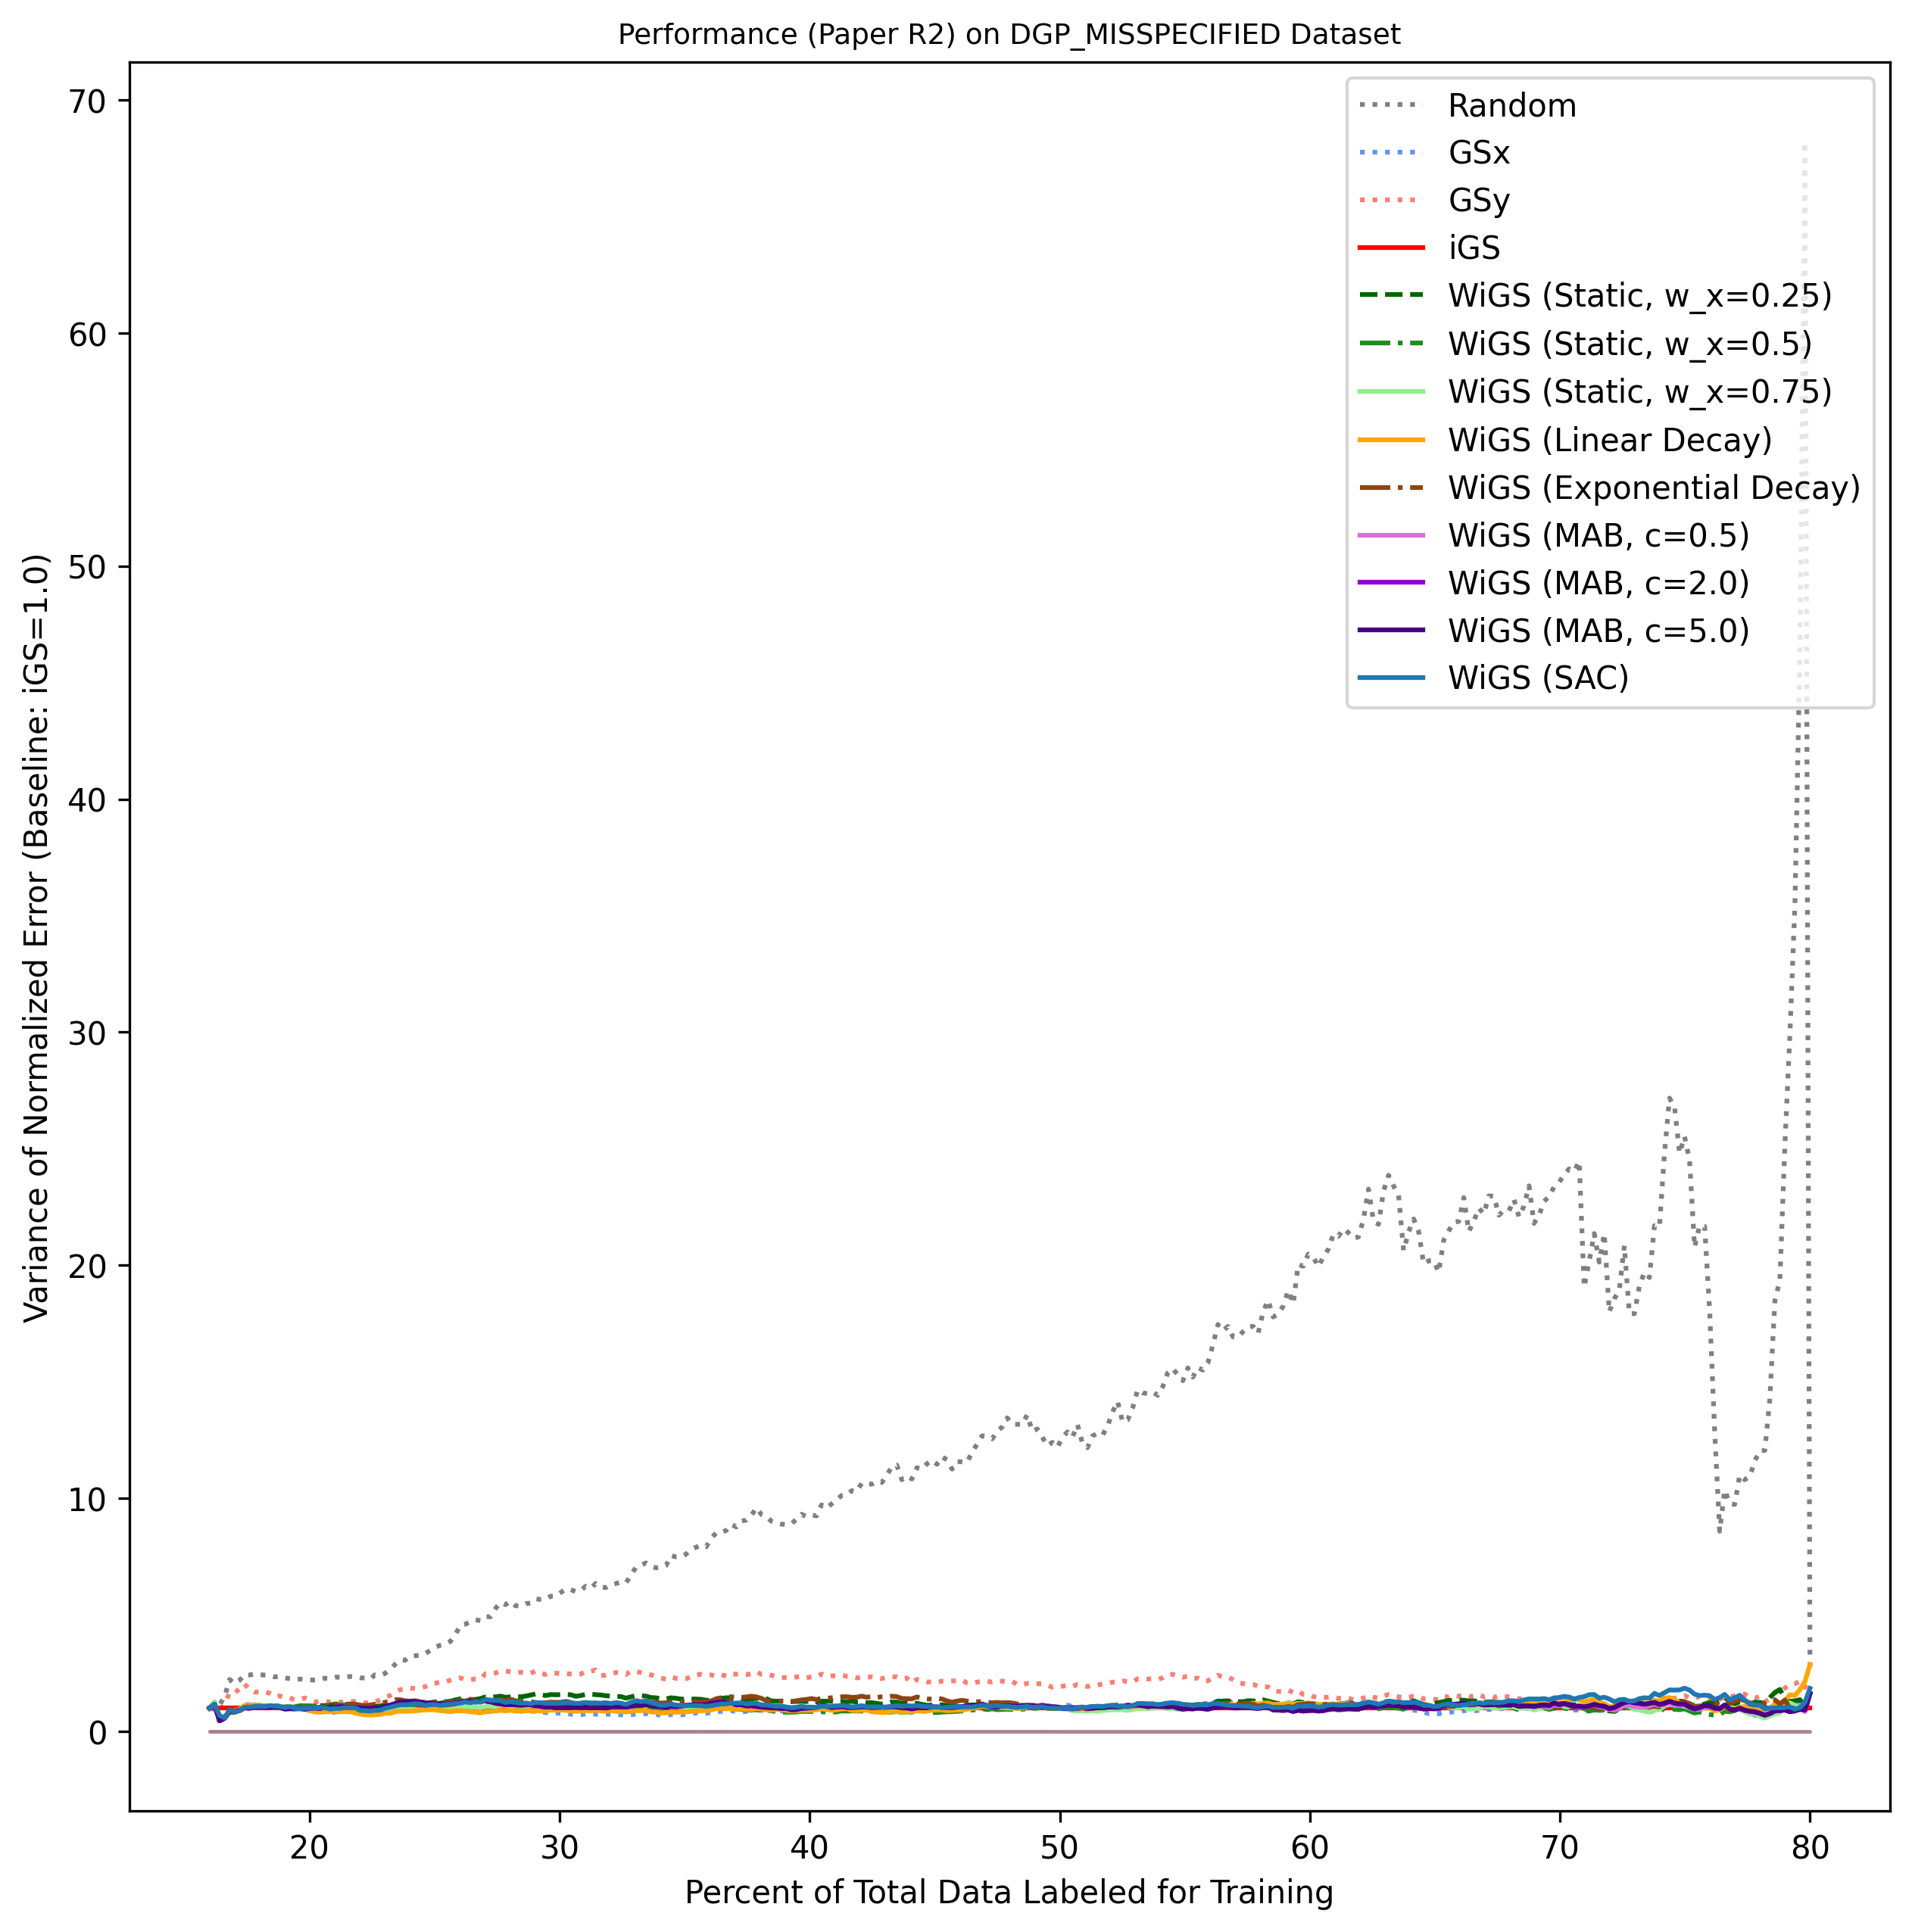 Performance (Paper R2) on DGP_MISSPECIFIED Dataset
Variance of Normalized Error (Baseline: iGS=1.0)
70
60
50
40
30
20
10
0
Random
GSx
GSy
iGS
WiGS (Static, w_x=0.25)
WiGS (Static, w_x=0.5)
WiGS (Static, w_x=0.75)
WiGS (Linear Decay)
WiGS (Exponential Decay)
WiGS (MAB, c=0.5)
WiGS (MAB, c=2.0)
WiGS (MAB, c=5.0)
WiGS (SAC)
20 30 40 50 60 70 80
Percent of Total Data Labeled for Training